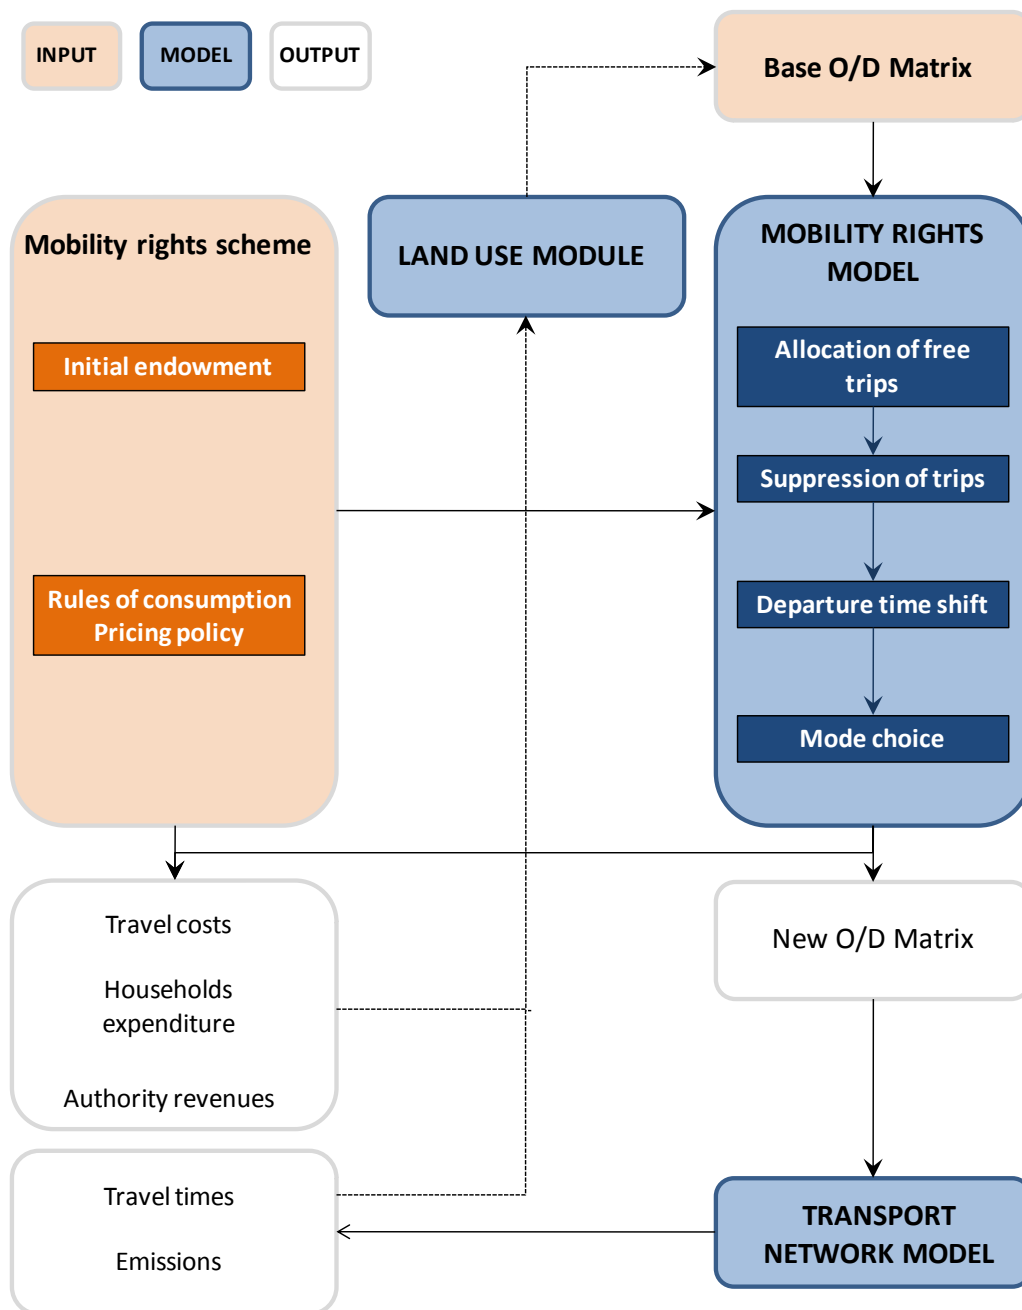 INPUT
MODEL
OUTPUT
Base O/D Matrix
Mobility rights scheme
Initial endowment
Rules of consumption
Pricing policy
LAND USE MODULE
MOBILITY RIGHTS
MODEL
Allocation of free
trips
Suppression of trips
Departure time shift
Mode choice
Travel costs
Households
expenditure
Authority revenues
New O/D Matrix
Travel times
Emissions
TRANSPORT
NETWORK MODEL